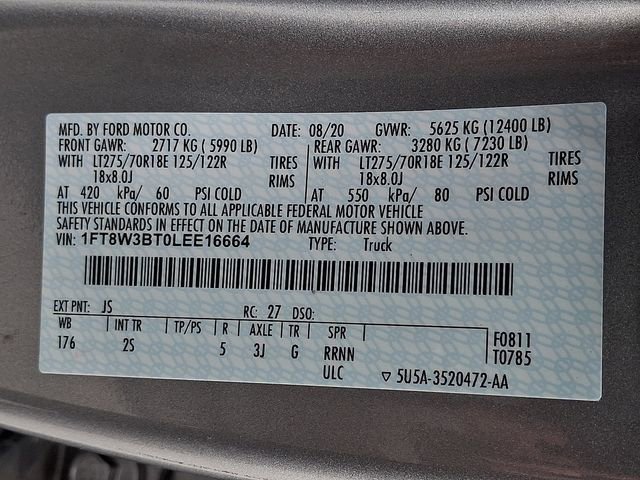 MFD. BY FORD MOTOR CO. DATE: 08/20 GVWR: 5625 KG (12400 LB)
FRONT GAWR: 2717 KG ( 5990 LB) REAR GAWR: 3280 KG ( 7230 LB)
WITH LT275/70R18E 125/122R TIRES WITH LT275/70R18E 125/122R TIRES
18x8.0J RIMS 18x8.0J RIMS
AT 420 kPa/ 60 PSI COLD AT 550 kPa/ 80 PSI COLD
THIS VEHICLE CONFORMS TO ALL APPLICABLE FEDERAL MOTOR VEHICLE
SAFETY STANDARDS IN EFFECT ON THE DATE OF MANUFACTURE SHOWN ABOVE.
VIN: 1FT8W3BT0LEE16664 TYPE: Truck
EXT PNT: JS RC: 27 DSO:
WB INT TR TP/PS R AXLE TR SPR F0811
176 2S 5 3J G RRNN T0785
ULC ▽ 5U5A-3520472-AA